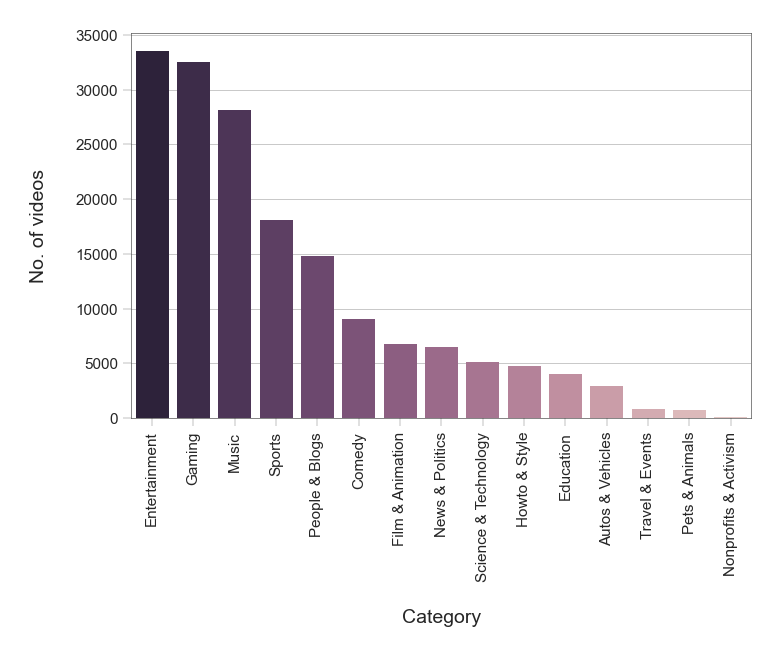 35000
30000
25000
20000
15000
10000
5000
0
No. of videos
Entertainment
Gaming
Music
Sports
People & Blogs
Comedy
Film & Animation
News & Politics
Science & Technology
Howto & Style
Education
Autos & Vehicles
Travel & Events
Pets & Animals
Nonprofits & Activism
Category